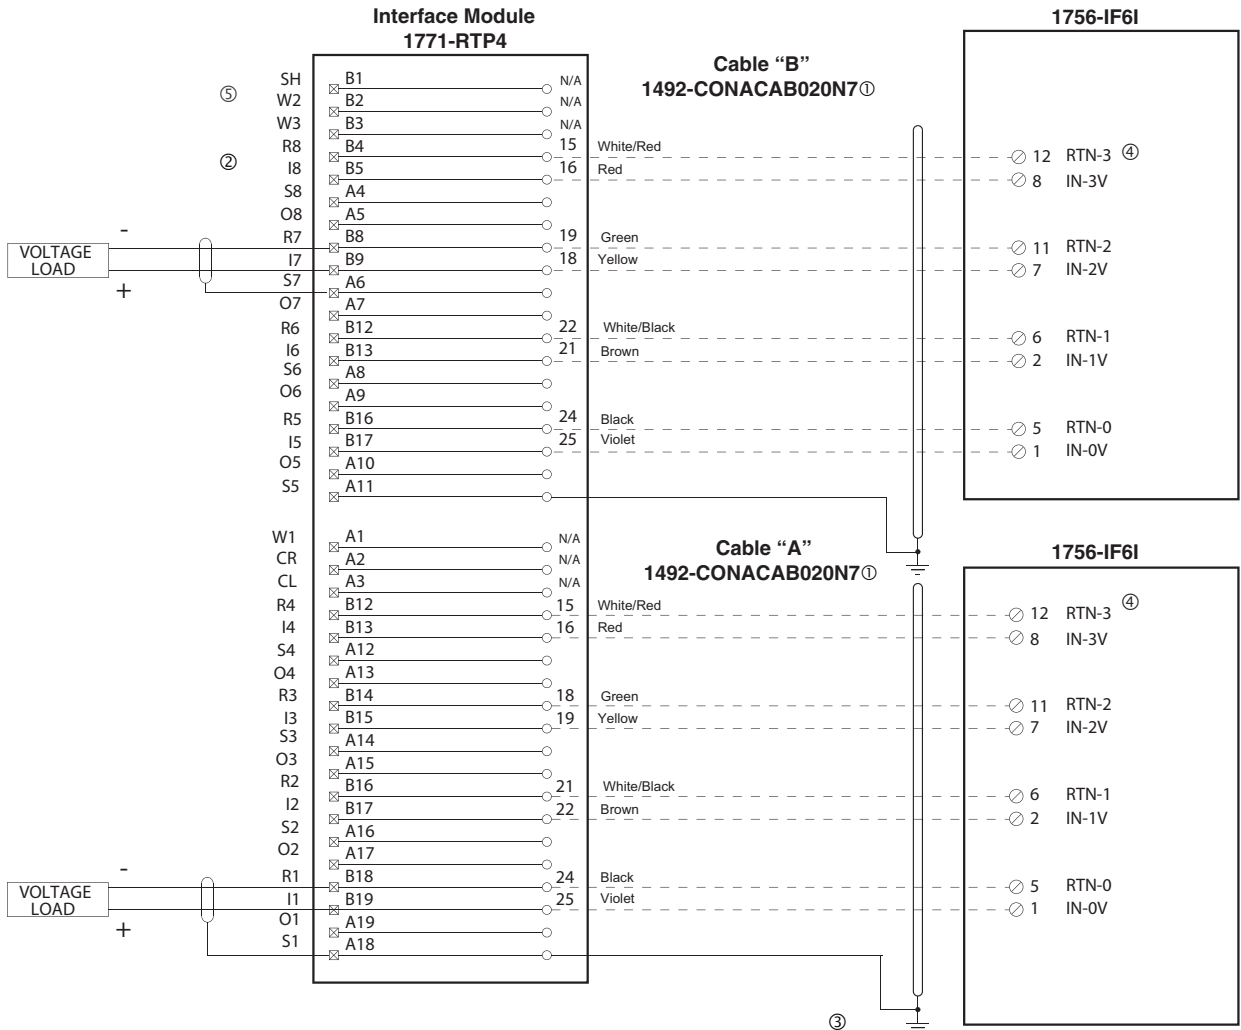 Interface Module
1771-RTP4
1756-IF6I
Cable “B”
1492-CONACAB020N7①
SH B1 N/A
⑤
W2 B2 N/A
W3 B3 N/A
R8 B4 15 White/Red 12 RTN-3 ④
②
I8 B5 16 Red 8 IN-3V
S8 A4
O8 A5
-
R7 B8 19 Green 11 RTN-2
VOLTAGE
LOAD
I7 B9 18 Yellow 7 IN-2V
+
S7 A6
O7 A7
R6 B12 22 White/Black 6 RTN-1
I6 B13 21 Brown 2 IN-1V
S6 A8
O6 A9
R5 B16 24 Black 5 RTN-0
I5 B17 25 Violet 1 IN-0V
O5 A10
S5 A11
Cable “A”
1492-CONACAB020N7①
1756-IF6I
W1 A1 N/A
CR A2 N/A
CL A3 N/A
R4 B12 15 White/Red 12 RTN-3 ④
I4 B13 16 Red 8 IN-3V
S4 A12
O4 A13
R3 B14 18 Green 11 RTN-2
I3 B15 19 Yellow 7 IN-2V
S3 A14
O3 A15
R2 B16 21 White/Black 6 RTN-1
I2 B17 22 Brown 2 IN-1V
S2 A16
O2 A17
-
R1 B18 24 Black 5 RTN-0
VOLTAGE
LOAD
I1 B19 25 Violet 1 IN-0V
+
O1 A19
S1 A18
③